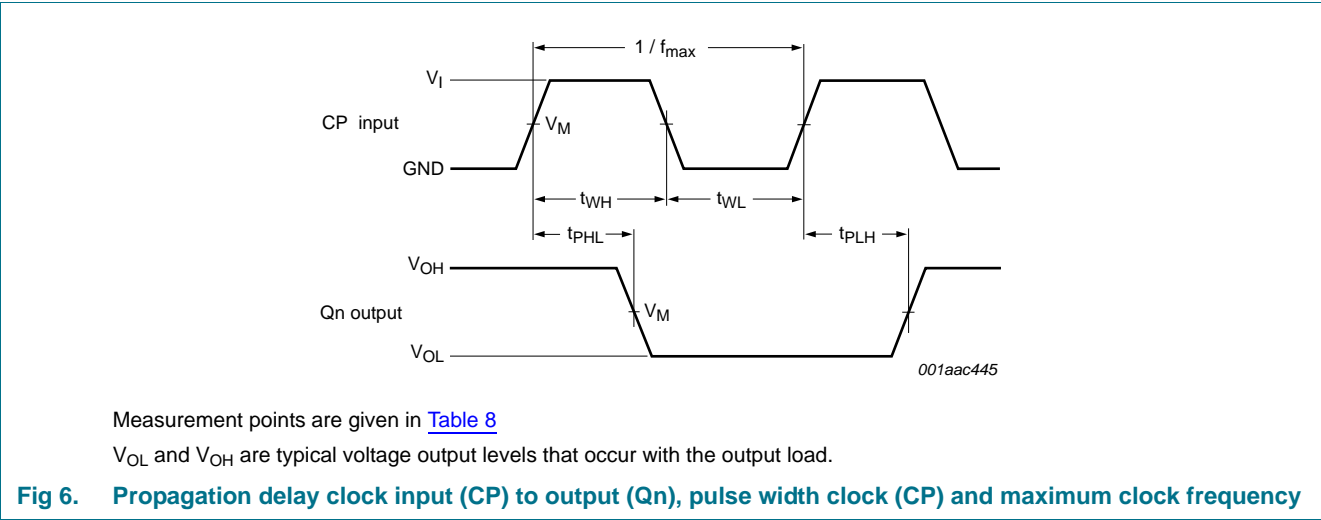 1 / fmax
VI
CP input
VM
GND
tWH
tWL
tPHL
tPLH
VOH
Qn output
VM
VOL
001aac445
Measurement points are given in Table 8
VOL and VOH are typical voltage output levels that occur with the output load.
Fig 6. Propagation delay clock input (CP) to output (Qn), pulse width clock (CP) and maximum clock frequency